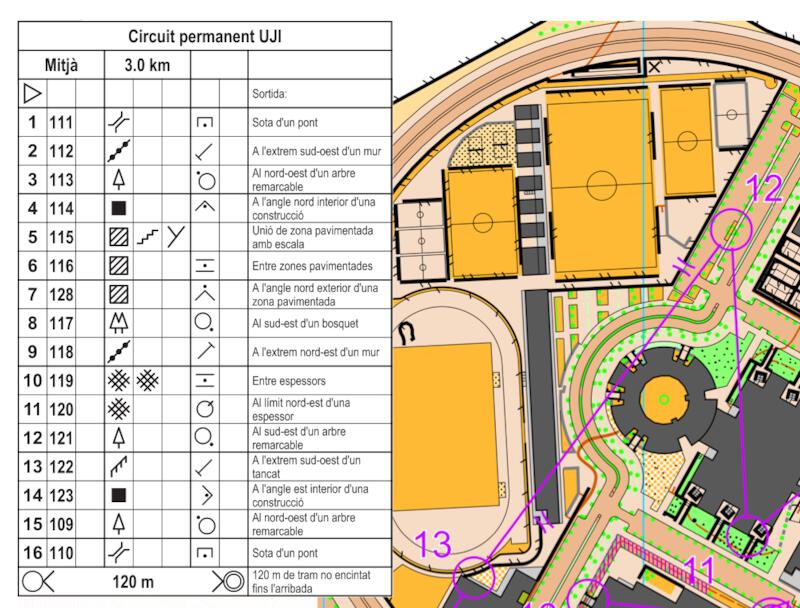 Circuit permanent UJI
Mitjà 3.0 km
Sortida:
1 111 Sota d'un pont
2 112 A l'extrem sud-oest d'un mur
3 113 Al nord-oest d'un arbre
remarcable
4 114 A l'angle nord interior d'una
construcció
5 115 Unió de zona pavimentada
amb escala
6 116 Entre zones pavimentades
7 128 A l'angle nord exterior d'una
zona pavimentada
8 117 Al sud-est d'un bosquet
9 118 A l'extrem nord-est d'un mur
10 119 Entre espessors
11 120 Al límit nord-est d'una
espessor
12 121 Al sud-est d'un arbre
remarcable
13 122 A l'extrem sud-oest d'un
tancat
14 123 A l'angle est interior d'una
construcció
15 109 Al nord-oest d'un arbre
remarcable
16 110 Sota d'un pont
120 m 120 m de tram no encintat
fins l'arribada
12
13
11
10